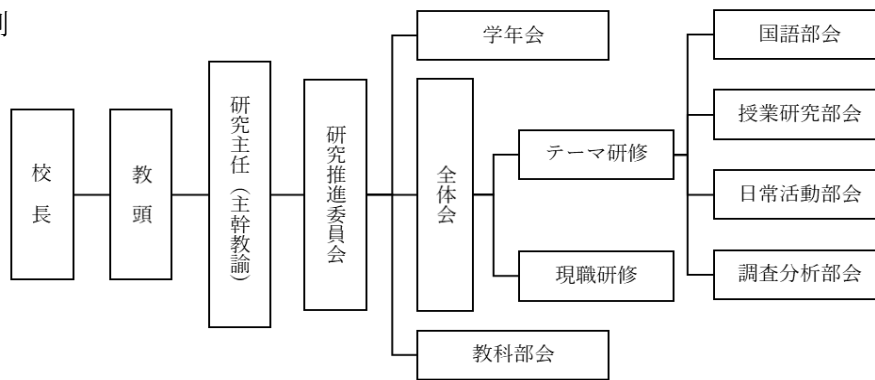 校長
教頭
研究主任（主幹教諭）
研究推進委員会
学年会
全体会
教科部会
テーマ研修
現職研修
国語部会
授業研究部会
日常活動部会
調査分析部会